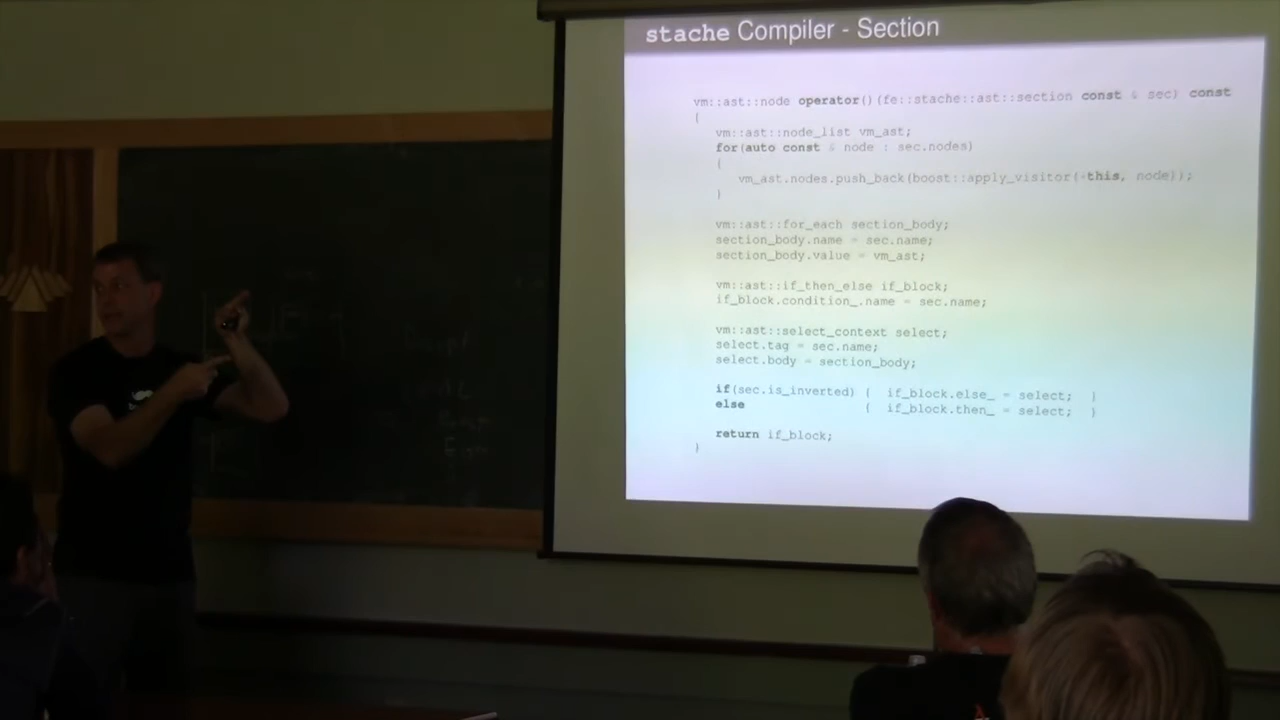 stache Compiler - Section
vm::ast::node operator()(fe::stache::ast::section const & sec) const
{
vm::ast::node_list vm_ast;
for(auto const & node : sec.nodes)
{
vm_ast.nodes.push_back(boost::apply_visitor(*this, node));
}
vm::ast::for_each section_body;
section_body.name = sec.name;
section_body.value = vm_ast;
vm::ast::if_then_else if_block;
if_block.condition_.name = sec.name;
vm::ast::select_context select;
select.tag = sec.name;
select.body = section_body;
if(sec.is_inverted) { if_block.else_ = select; }
else { if_block.then_ = select; }
return if_block;
}